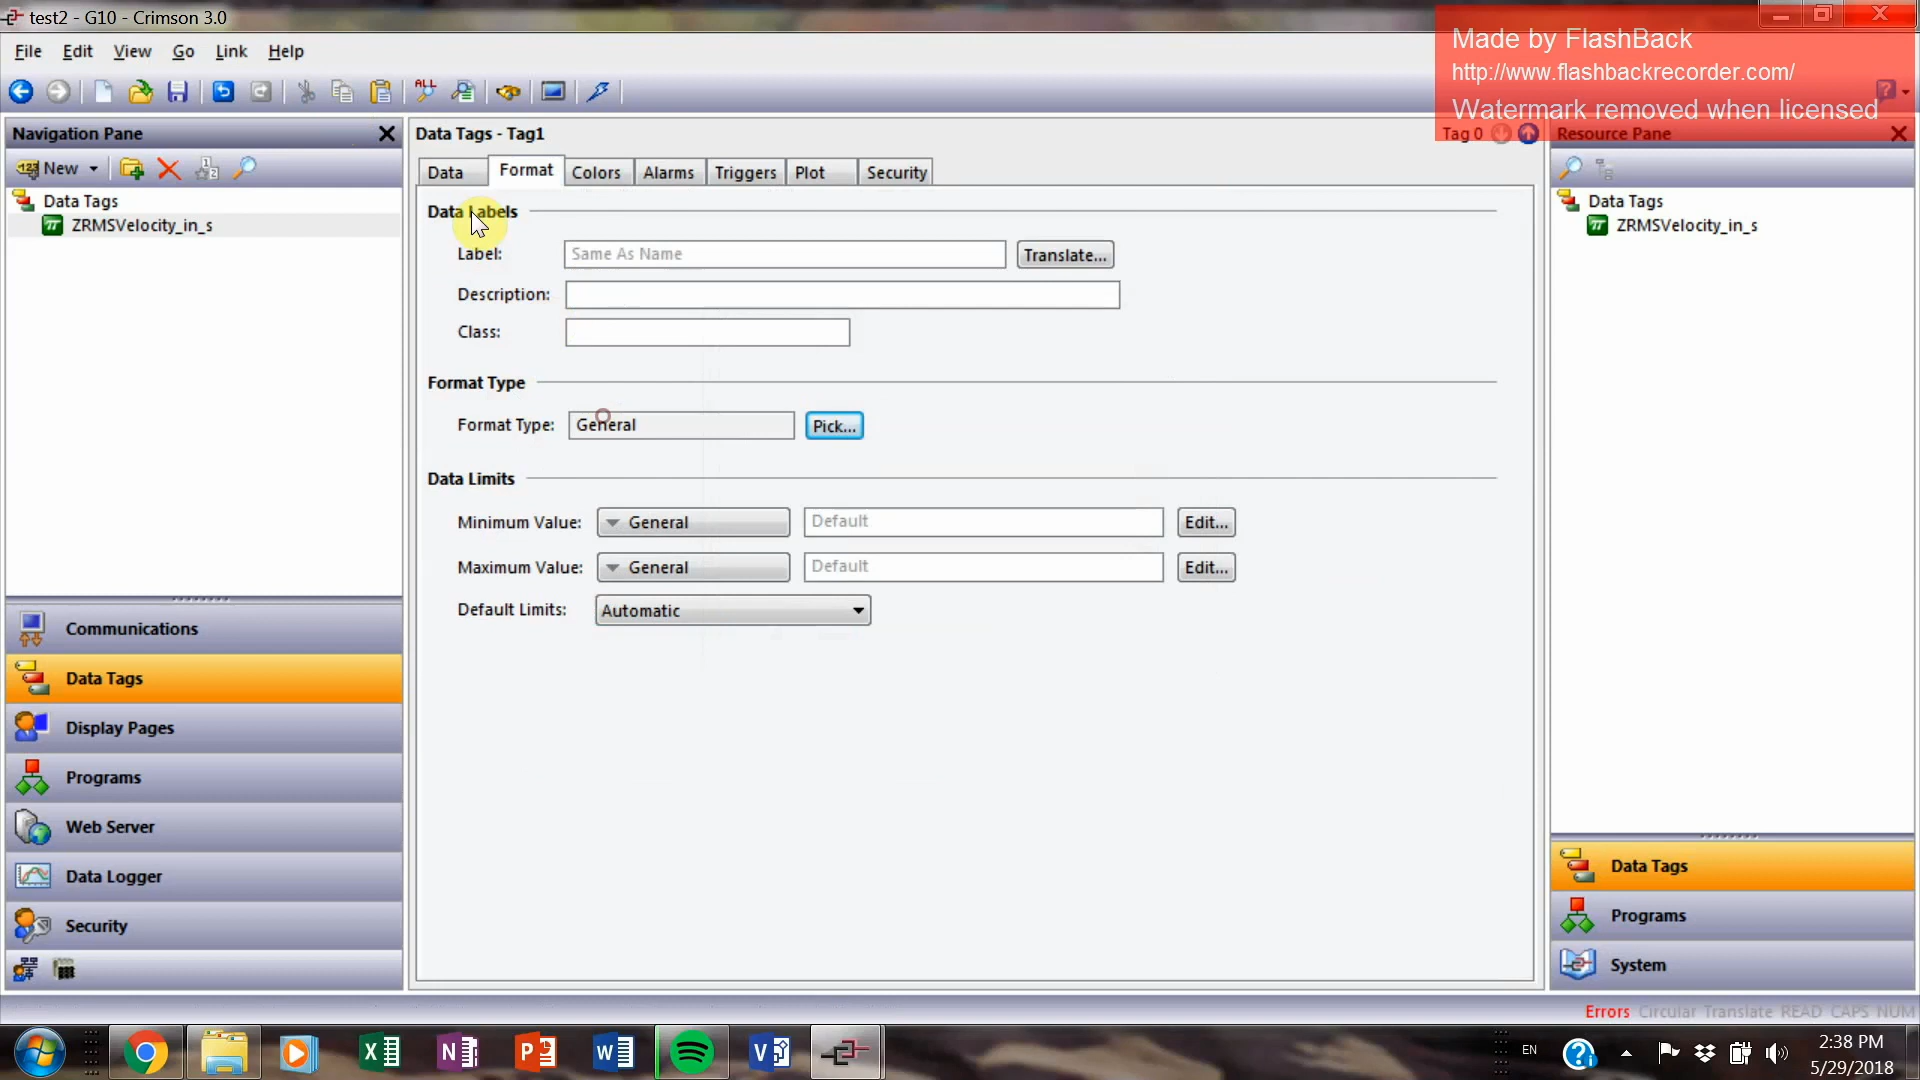 test2 - G10 - Crimson 3.0
Made by FlashBack
http://www.flashbackrecorder.com/
Watermark removed when licensed
File Edit View Go Link Help
ALL
Navigation Pane
Data Tags - Tag1
Tag 0
Resource Pane
New
Data Format Colors Alarms Triggers Plot Security
Data Tags
ZRMSVelocity_in_s
Data Labels
Label: Same As Name Translate...
Description:
Class:
Format Type
Format Type: General Pick...
Data Limits
Minimum Value: General Default Edit...
Maximum Value: General Default Edit...
Default Limits: Automatic
Data Tags
ZRMSVelocity_in_s
Communications
Data Tags
Display Pages
Programs
Web Server
Data Logger
Security
Data Tags
Programs
System
Errors Circular Translate READ CAPS NUM
EN
2:38 PM
5/29/2018